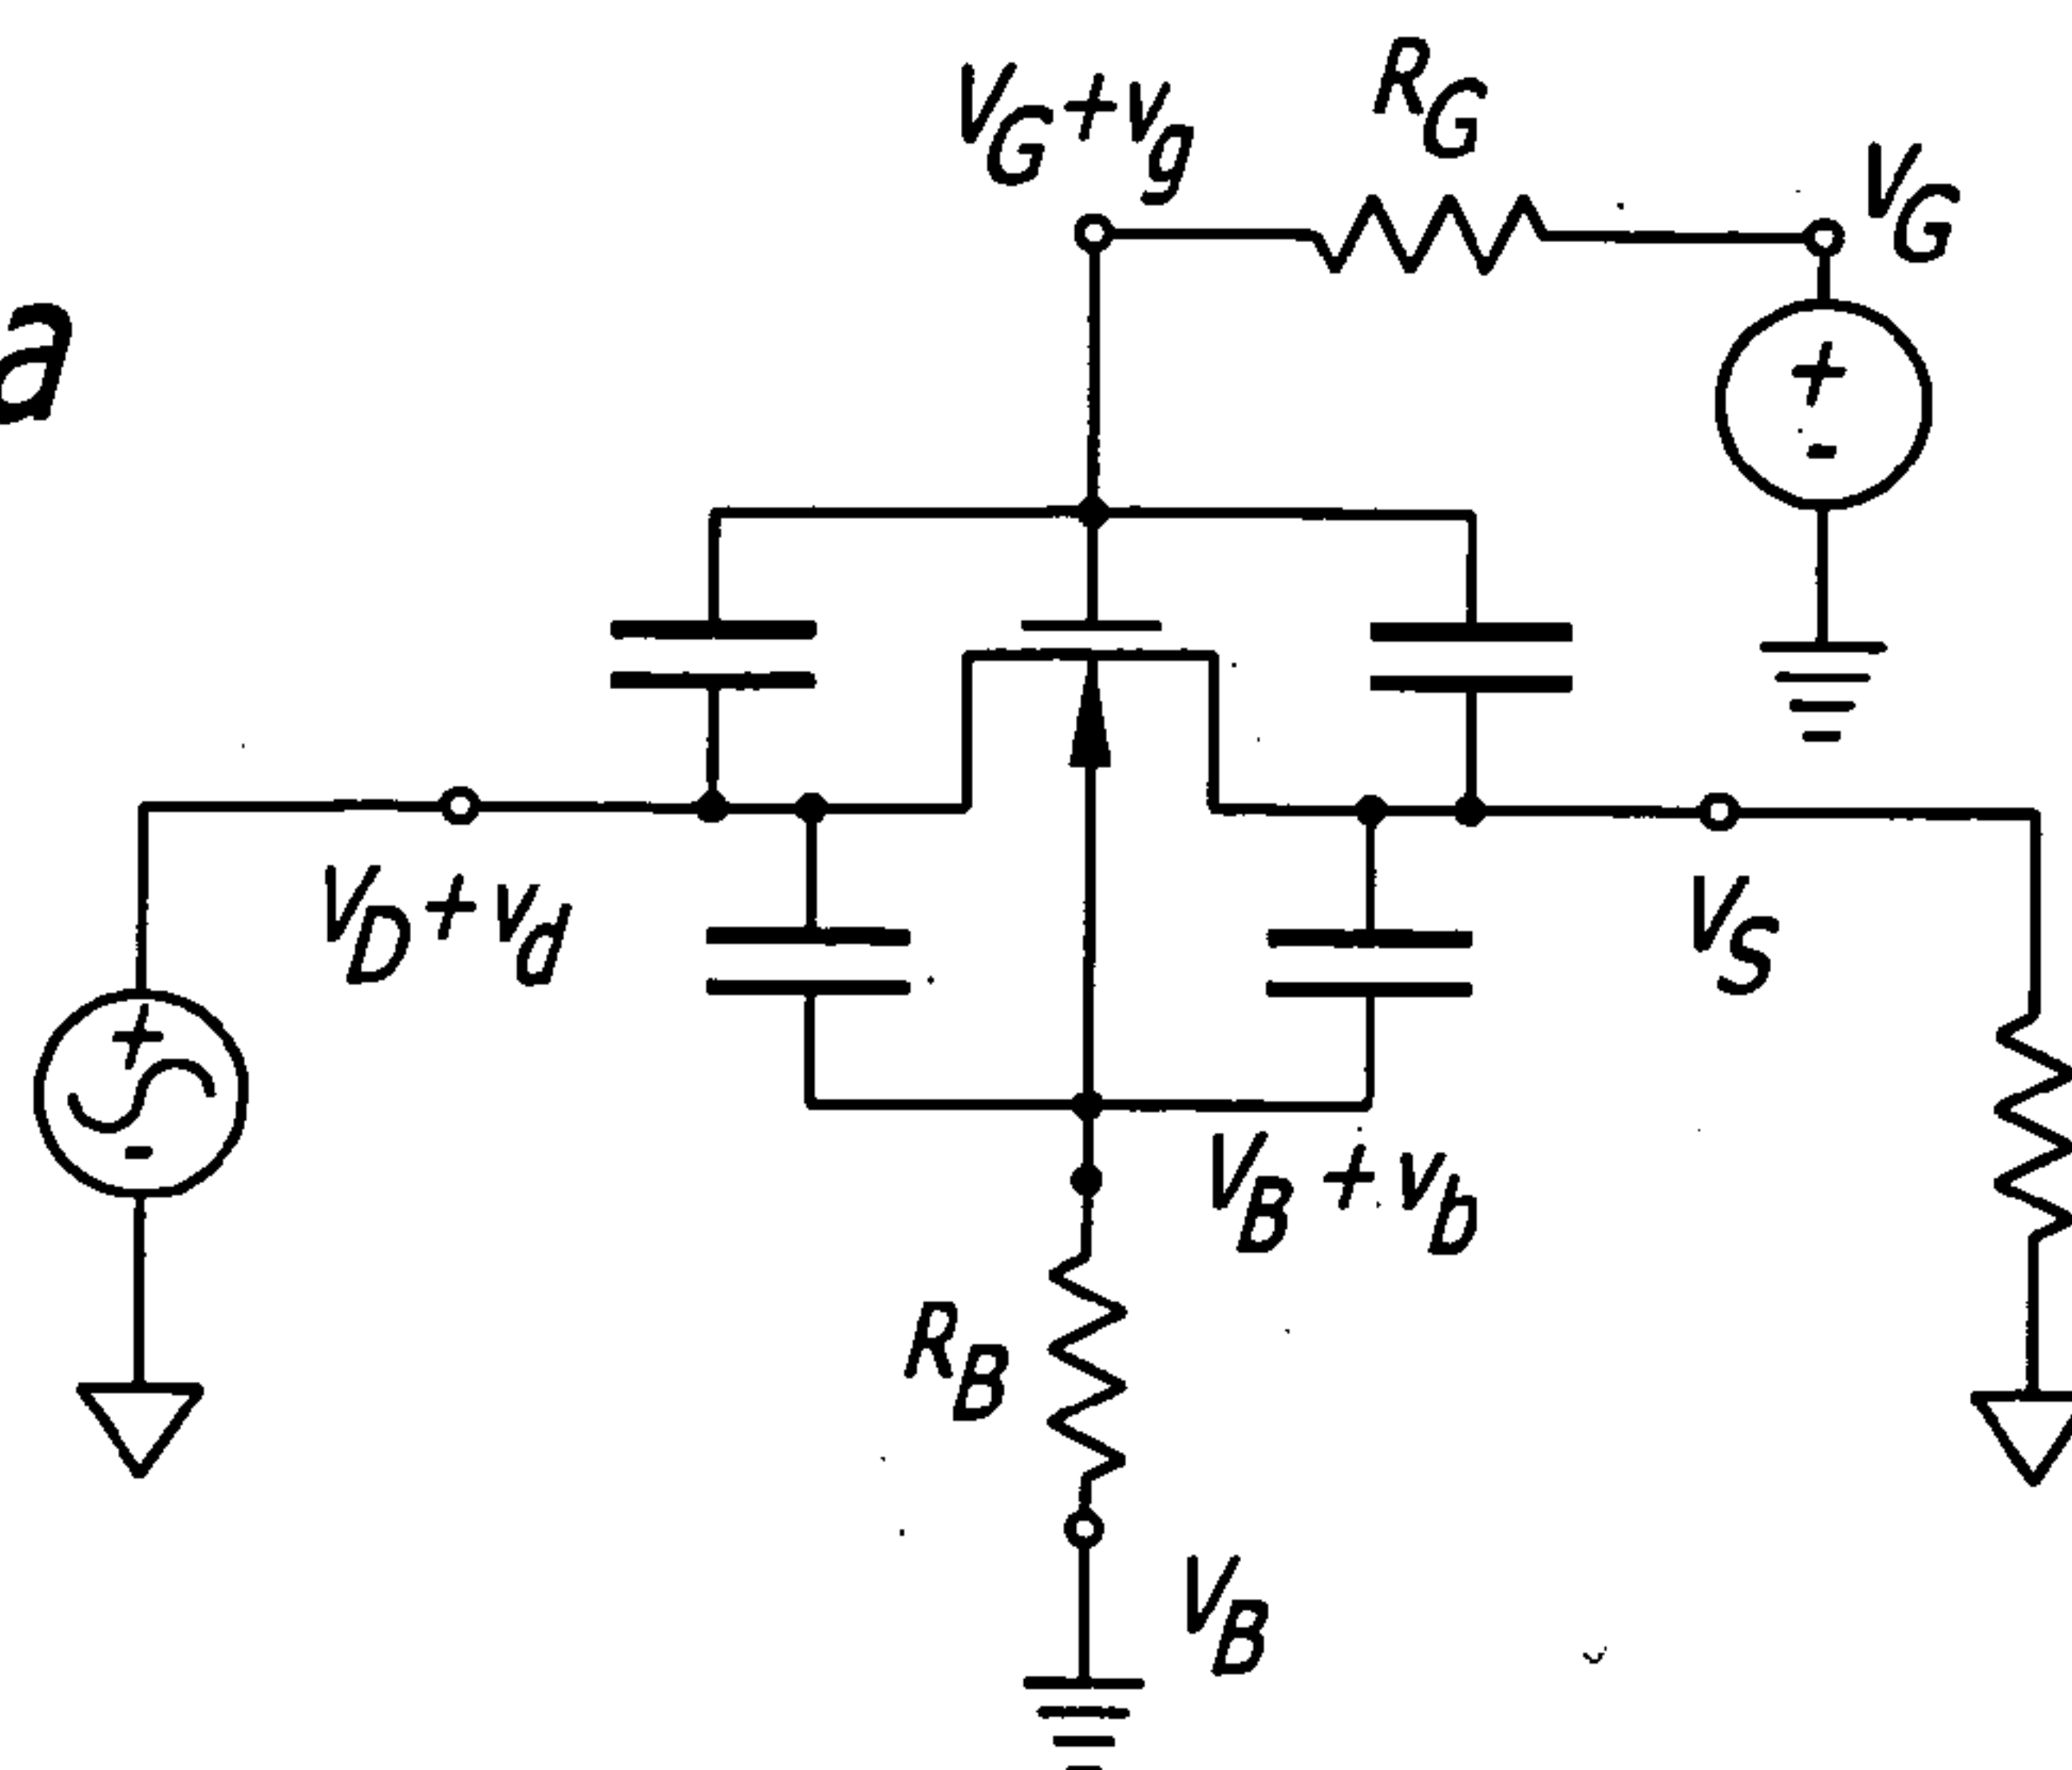 V_G+v_g
R_G
V_G
a
+
-
V_D+v_d
V_S
+
-
V_B+v_b
R_B
V_B